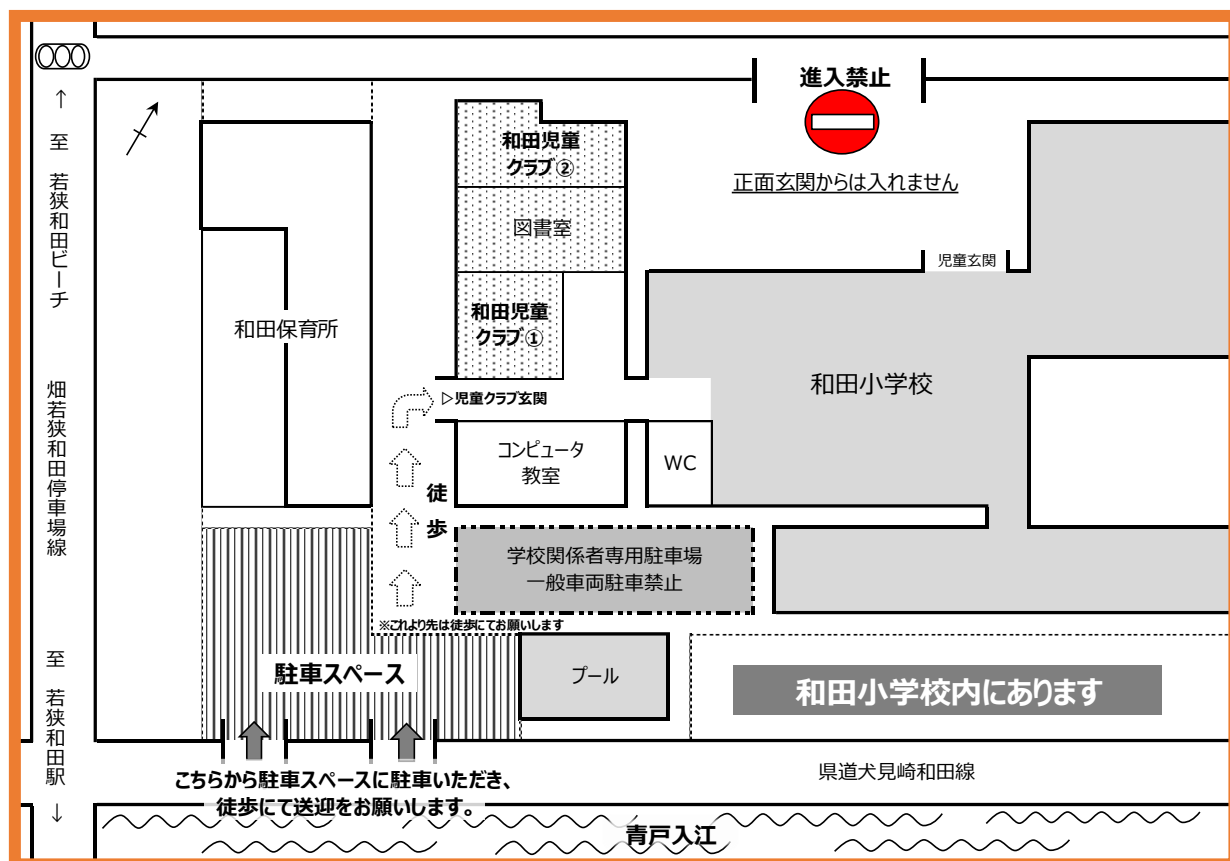 進入禁止
正面玄関からは入れません
↑
至 若狭和田ビーチ
畑若狭和田停車場線
至 若狭和田駅
↓
和田児童
クラブ②
図書室
和田児童
クラブ①
児童玄関
和田保育所
和田小学校
▷児童クラブ玄関
コンピュータ
教室
WC
徒歩
学校関係者専用駐車場
一般車両駐車禁止
※これより先は徒歩にてお願いします
駐車スペース
プール
和田小学校内にあります
こちらから駐車スペースに駐車いただき、
徒歩にて送迎をお願いします。
県道犬見崎和田線
青戸入江